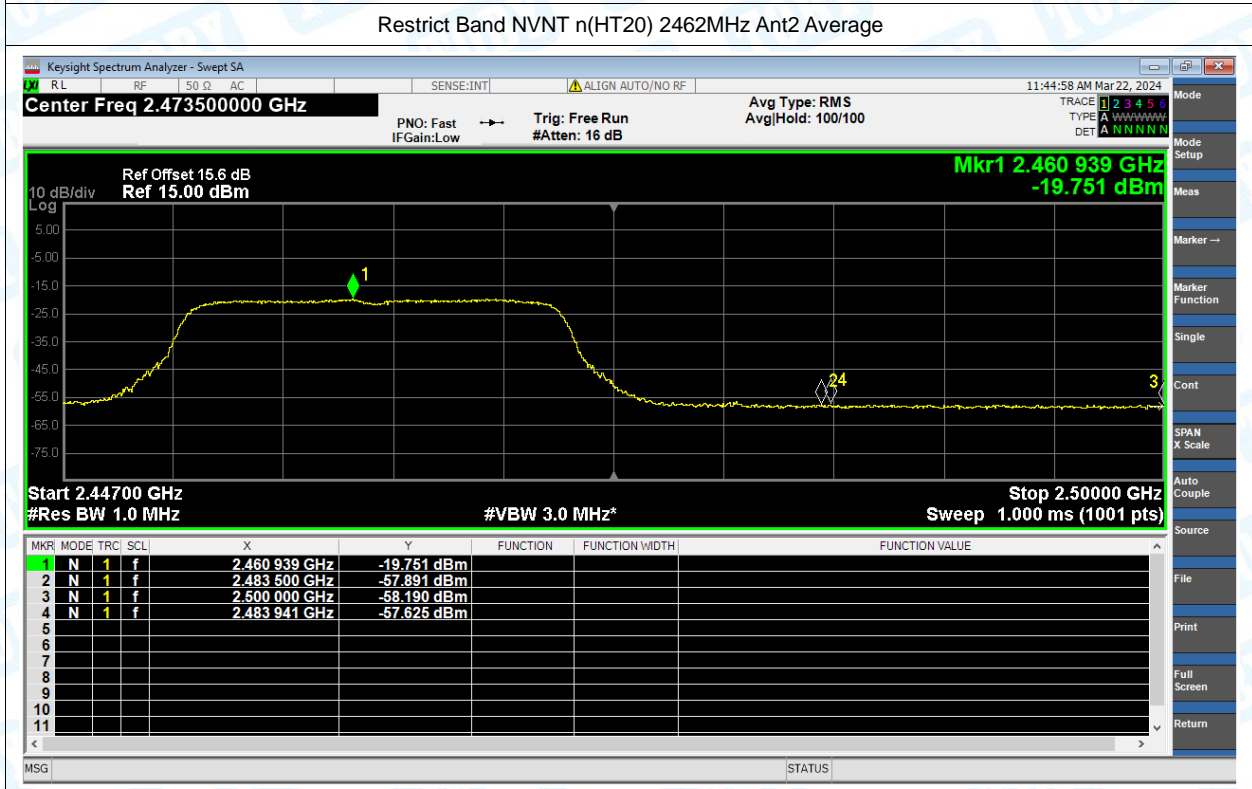 Restrict Band NVNT n(HT20) 2462MHz Ant2 Average
Keysight Spectrum Analyzer - Swept SA
LXI RL RF 50 Ω AC SENSE:INT ALIGN AUTO/NO RF 11:44:58 AM Mar 22, 2024
Center Freq 2.473500000 GHz
PNO: Fast
IFGain:Low
Trig: Free Run
#Atten: 16 dB
Avg Type: RMS
Avg|Hold: 100/100
TRACE 1 2 3 4 5 6
TYPE A WWWWW
DET A N N N N N
Mkr1 2.460 939 GHz
-19.751 dBm
Ref Offset 15.6 dB
10 dB/div Ref 15.00 dBm
Log
5.00
-5.00
-15.0
-25.0
-35.0
-45.0
-55.0
-65.0
-75.0
1
2 4
3
Start 2.44700 GHz Stop 2.50000 GHz
#Res BW 1.0 MHz #VBW 3.0 MHz* Sweep 1.000 ms (1001 pts)
MKR MODE TRC SCL X Y FUNCTION FUNCTION WIDTH FUNCTION VALUE
1 N 1 f 2.460 939 GHz -19.751 dBm
2 N 1 f 2.483 500 GHz -57.891 dBm
3 N 1 f 2.500 000 GHz -58.190 dBm
4 N 1 f 2.483 941 GHz -57.625 dBm
5
6
7
8
9
10
11
MSG STATUS
Mode
Mode Setup
Meas
Marker →
Marker Function
Single
Cont
SPAN X Scale
Auto Couple
Source
File
Print
Full Screen
Return